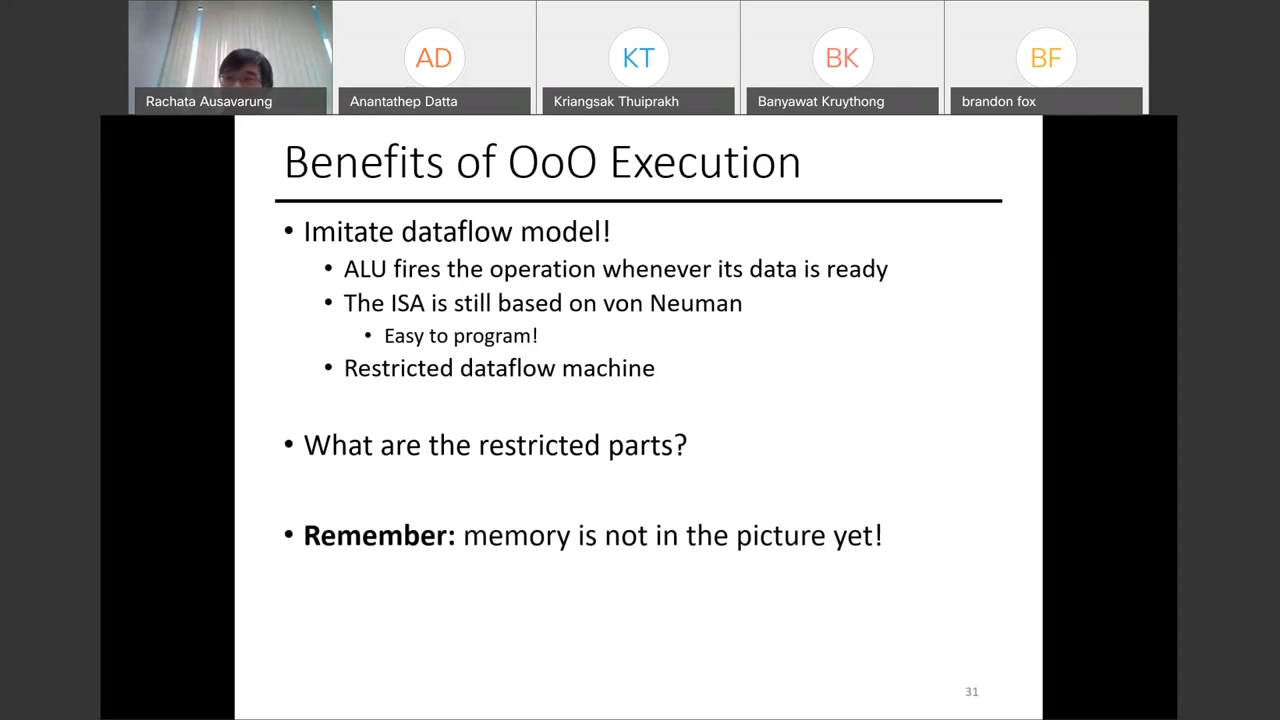 AD
KT
BK
BF
Rachata Ausavarung
Anantathep Datta
Kriangsak Thuiprakh
Banyawat Kruythong
brandon fox
Benefits of OoO Execution
• Imitate dataflow model!
• ALU fires the operation whenever its data is ready
• The ISA is still based on von Neuman
• Easy to program!
• Restricted dataflow machine
• What are the restricted parts?
• Remember: memory is not in the picture yet!
31